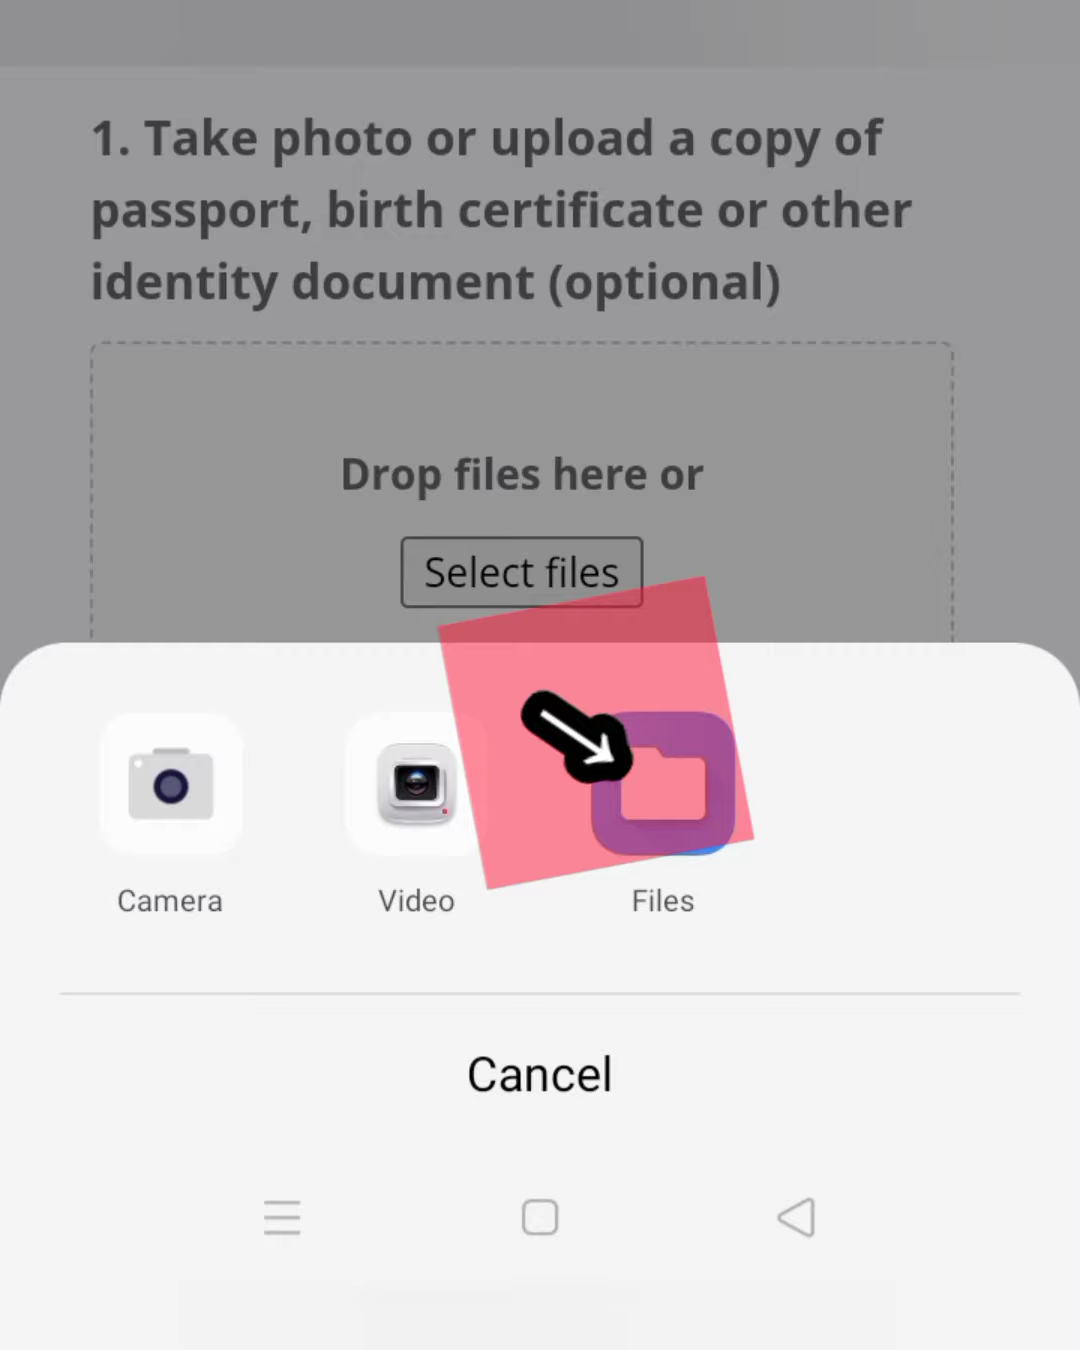 1. Take photo or upload a copy of
passport, birth certificate or other
identity document (optional)
Drop files here or
Select files
Camera
Video
Files
Cancel